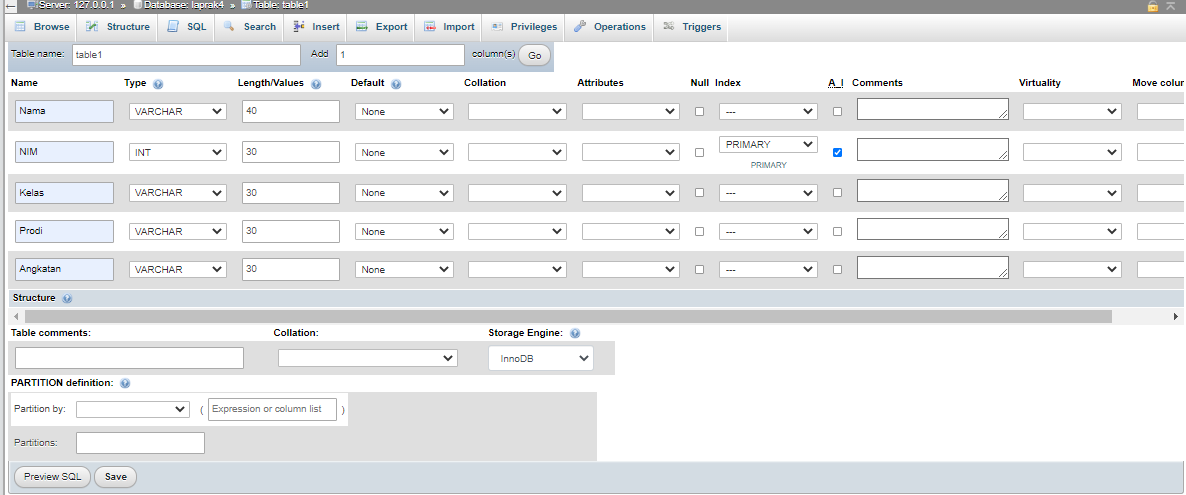 Server: 127.0.0.1 » Database: laprak4 » Table: table1
Browse Structure SQL Search Insert Export Import Privileges Operations Triggers
Table name: table1 Add 1 column(s) Go
Name Type Length/Values Default Collation Attributes Null Index A_I Comments Virtuality Move colum
Nama VARCHAR 40 None ---
NIM INT 30 None PRIMARY
PRIMARY
Kelas VARCHAR 30 None ---
Prodi VARCHAR 30 None ---
Angkatan VARCHAR 30 None ---
Structure
Table comments: Collation: Storage Engine:
InnoDB
PARTITION definition:
Partition by: ( Expression or column list )
Partitions:
Preview SQL Save